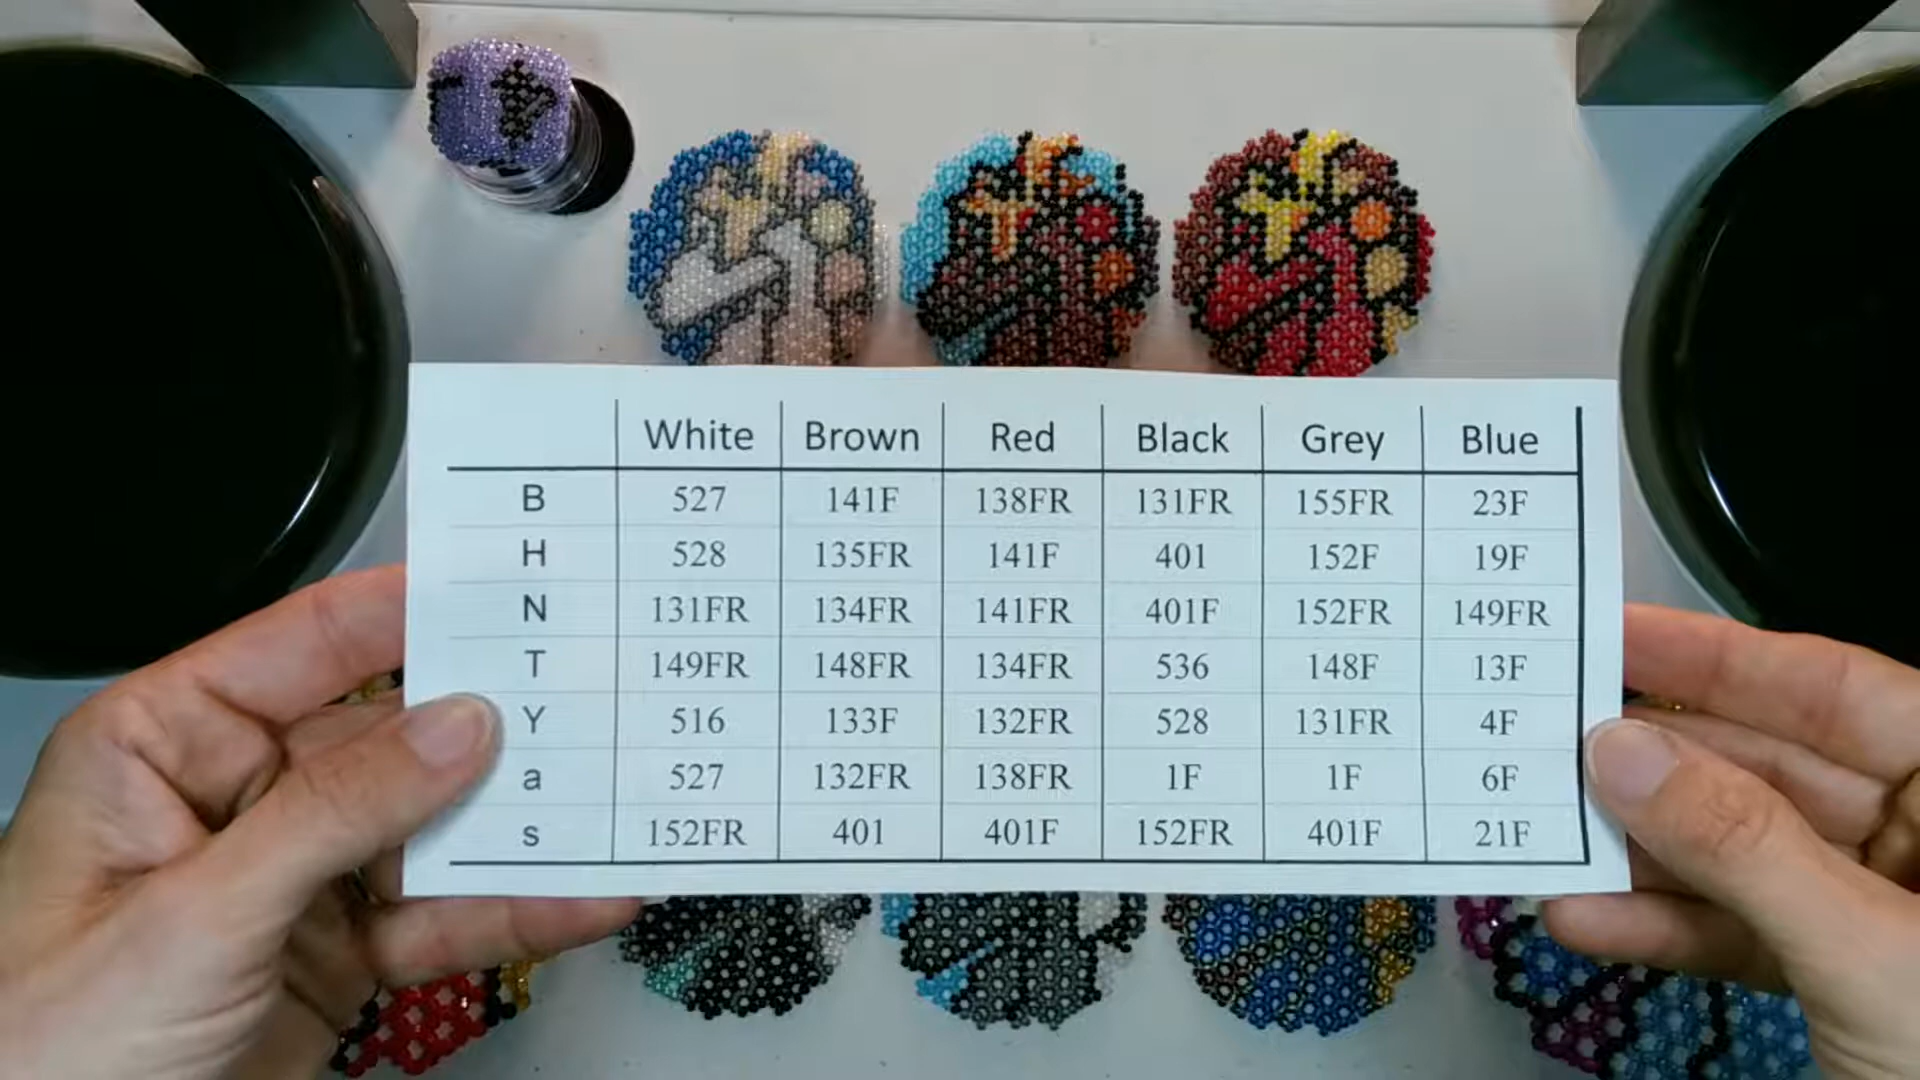 White Brown Red Black Grey Blue
B 527 141F 138FR 131FR 155FR 23F
H 528 135FR 141F 401 152F 19F
N 131FR 134FR 141FR 401F 152FR 149FR
T 149FR 148FR 134FR 536 148F 13F
Y 516 133F 132FR 528 131FR 4F
a 527 132FR 138FR 1F 1F 6F
s 152FR 401 401F 152FR 401F 21F